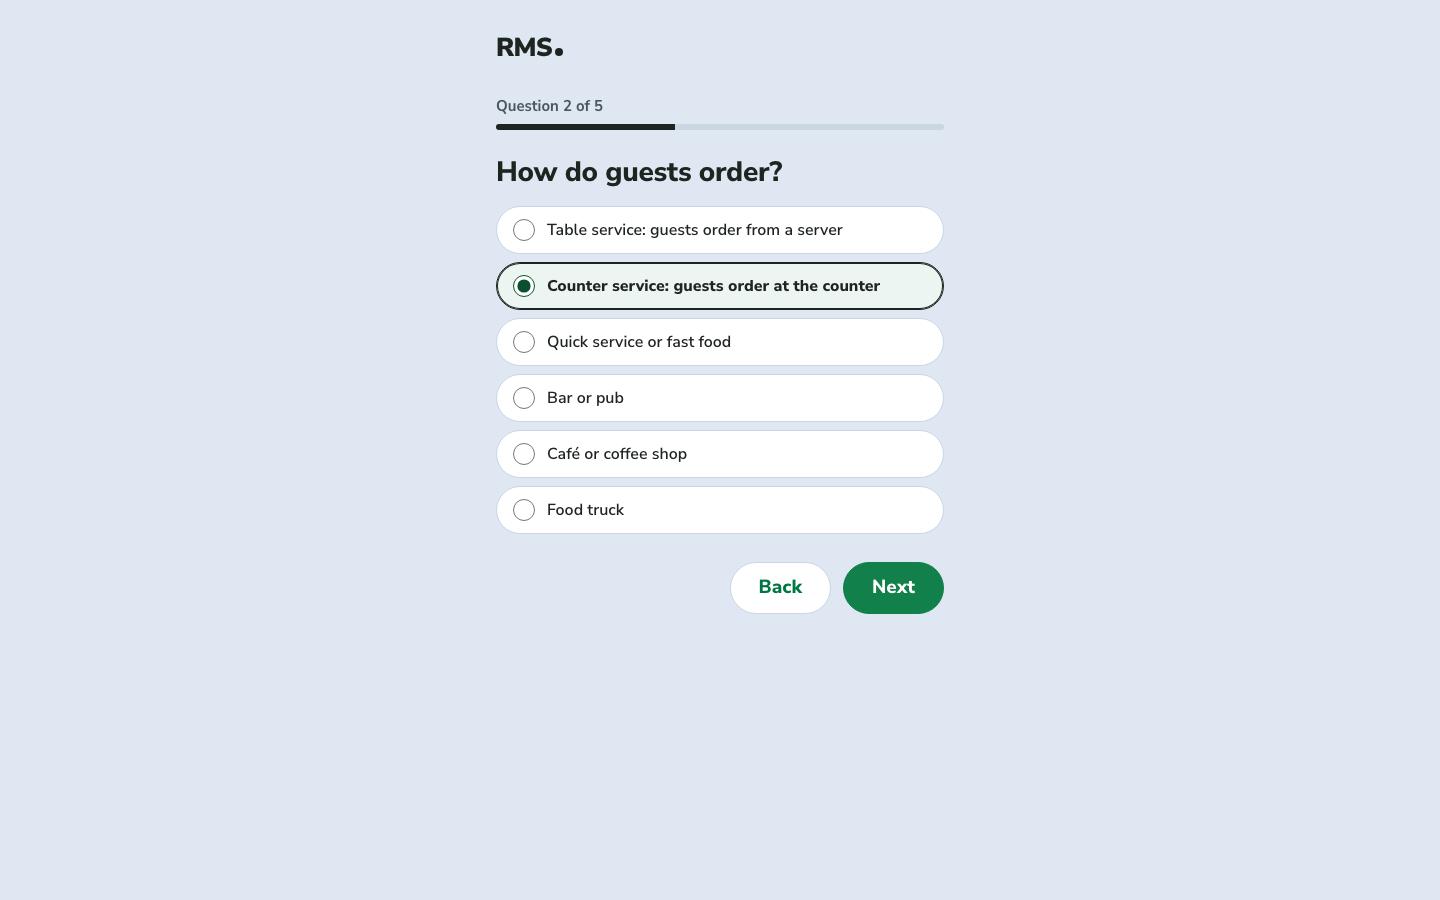 RMS.
Question 2 of 5
How do guests order?
Table service: guests order from a server
Counter service: guests order at the counter
Quick service or fast food
Bar or pub
Café or coffee shop
Food truck
Back
Next